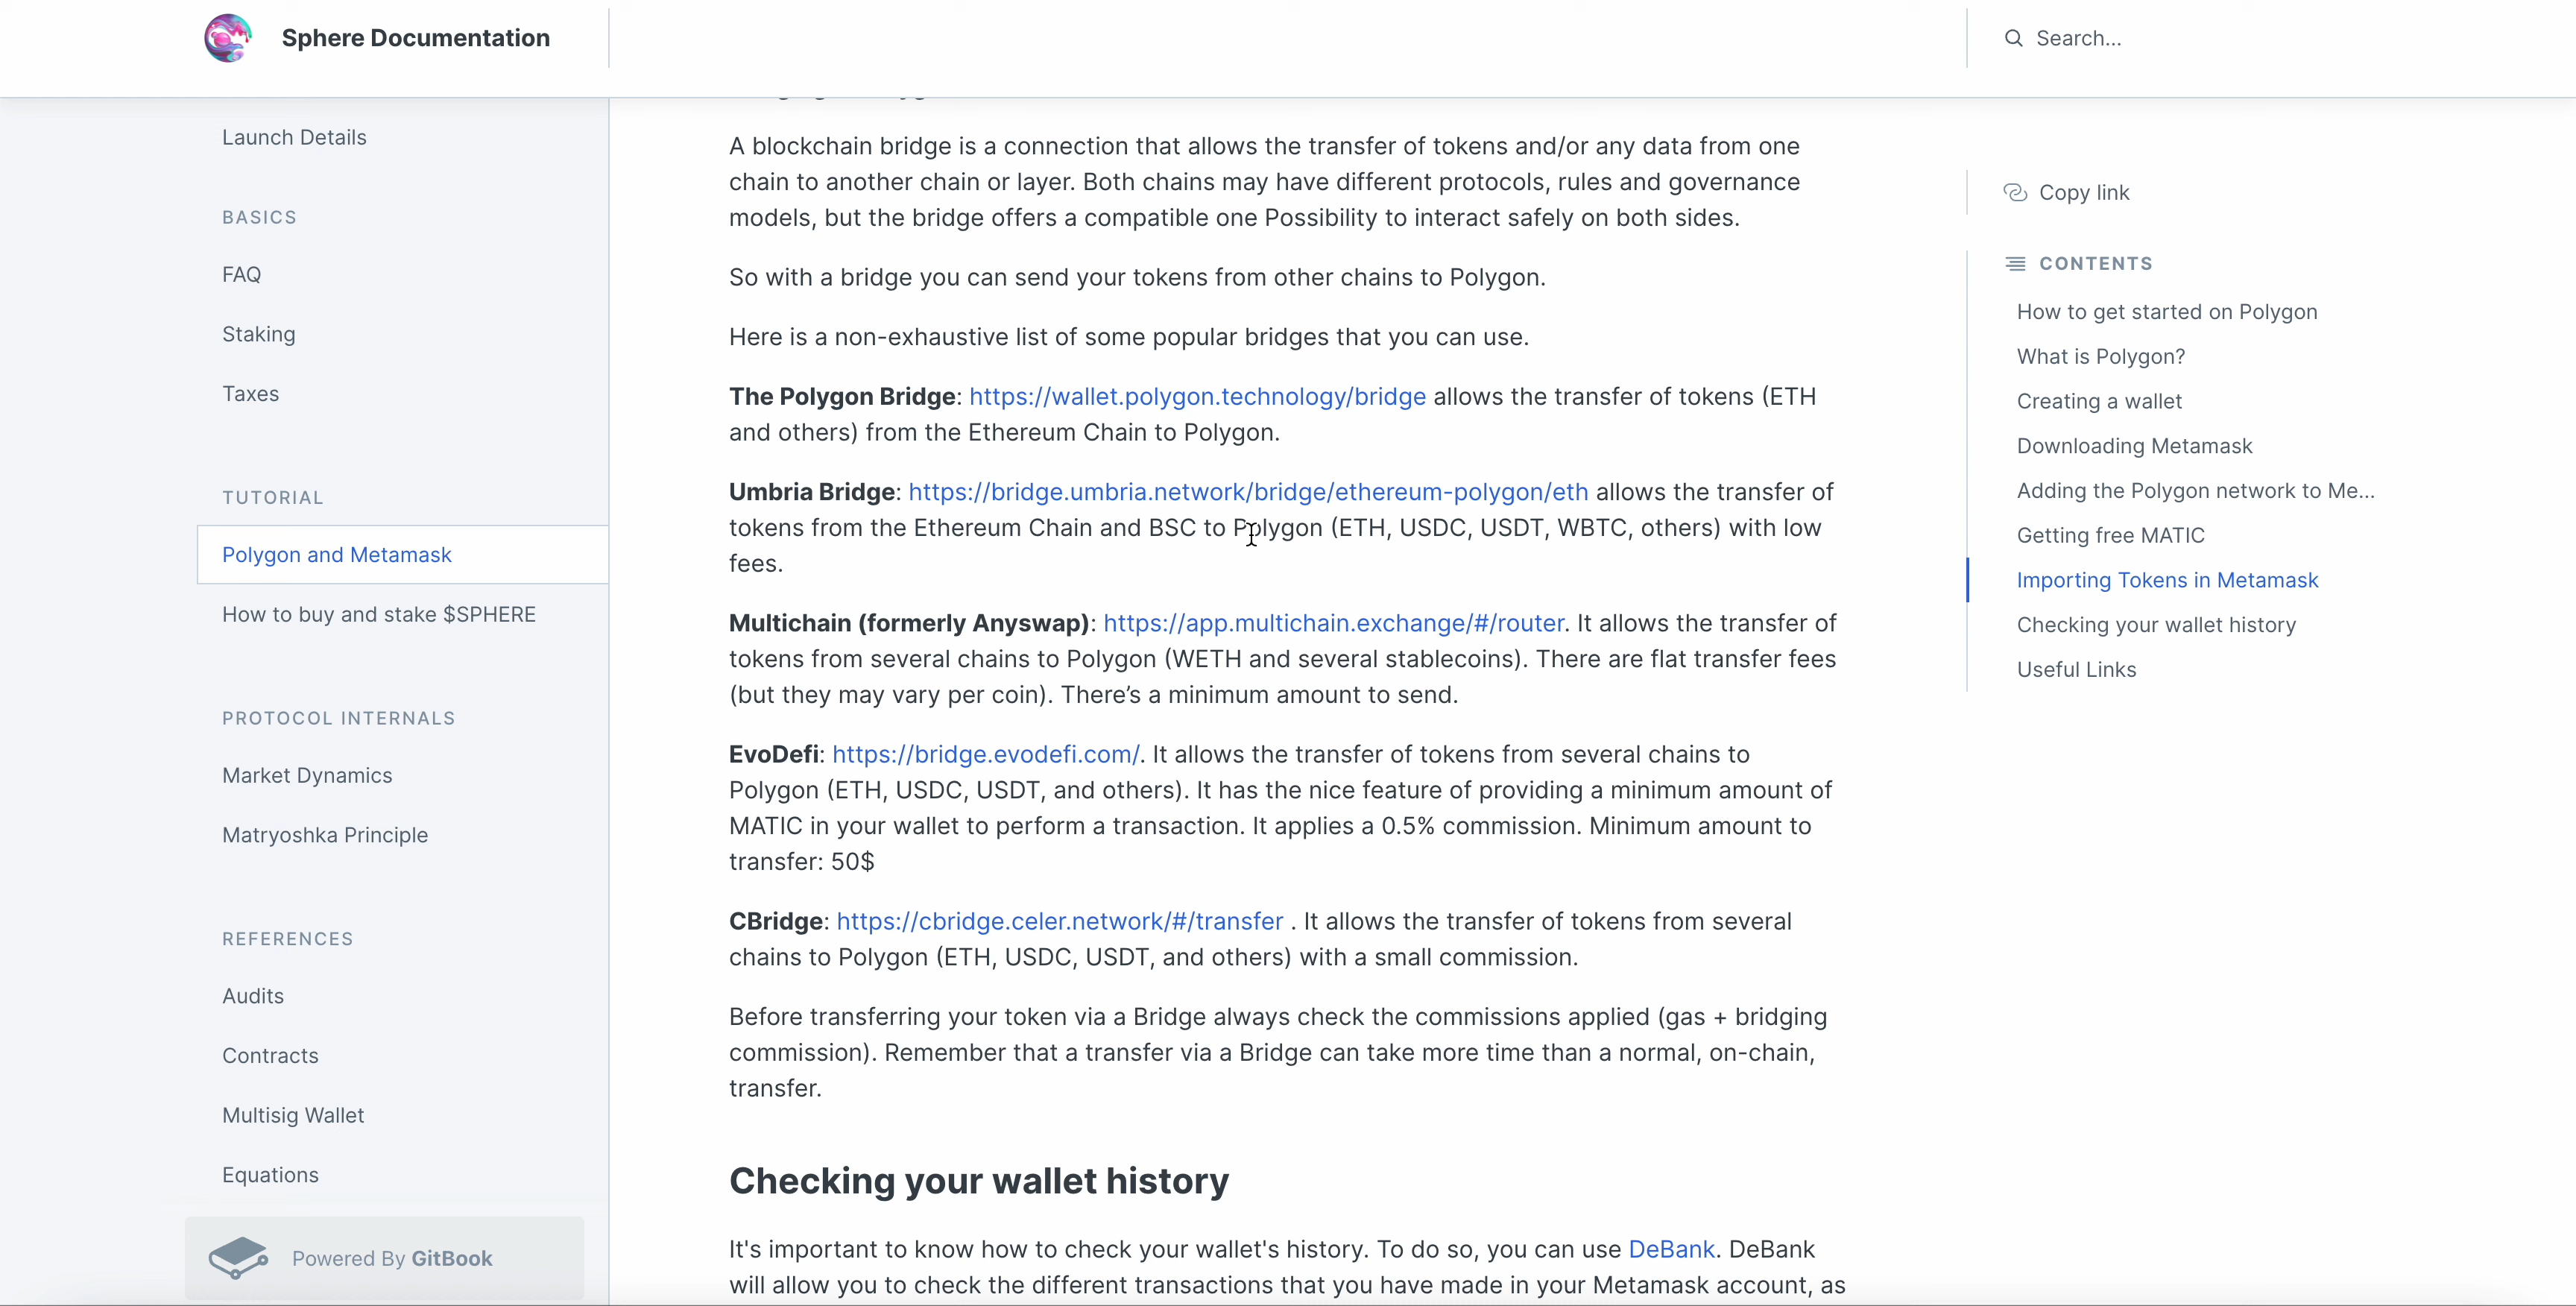 Sphere Documentation
Search...
Launch Details
BASICS
FAQ
Staking
Taxes
TUTORIAL
Polygon and Metamask
How to buy and stake $SPHERE
PROTOCOL INTERNALS
Market Dynamics
Matryoshka Principle
REFERENCES
Audits
Contracts
Multisig Wallet
Equations
Powered By GitBook
A blockchain bridge is a connection that allows the transfer of tokens and/or any data from one
chain to another chain or layer. Both chains may have different protocols, rules and governance
models, but the bridge offers a compatible one Possibility to interact safely on both sides.
So with a bridge you can send your tokens from other chains to Polygon.
Here is a non-exhaustive list of some popular bridges that you can use.
The Polygon Bridge: https://wallet.polygon.technology/bridge allows the transfer of tokens (ETH
and others) from the Ethereum Chain to Polygon.
Umbria Bridge: https://bridge.umbria.network/bridge/ethereum-polygon/eth allows the transfer of
tokens from the Ethereum Chain and BSC to Polygon (ETH, USDC, USDT, WBTC, others) with low
fees.
Multichain (formerly Anyswap): https://app.multichain.exchange/#/router. It allows the transfer of
tokens from several chains to Polygon (WETH and several stablecoins). There are flat transfer fees
(but they may vary per coin). There’s a minimum amount to send.
EvoDefi: https://bridge.evodefi.com/. It allows the transfer of tokens from several chains to
Polygon (ETH, USDC, USDT, and others). It has the nice feature of providing a minimum amount of
MATIC in your wallet to perform a transaction. It applies a 0.5% commission. Minimum amount to
transfer: 50$
CBridge: https://cbridge.celer.network/#/transfer . It allows the transfer of tokens from several
chains to Polygon (ETH, USDC, USDT, and others) with a small commission.
Before transferring your token via a Bridge always check the commissions applied (gas + bridging
commission). Remember that a transfer via a Bridge can take more time than a normal, on-chain,
transfer.
Checking your wallet history
It's important to know how to check your wallet's history. To do so, you can use DeBank. DeBank
will allow you to check the different transactions that you have made in your Metamask account, as
Copy link
CONTENTS
How to get started on Polygon
What is Polygon?
Creating a wallet
Downloading Metamask
Adding the Polygon network to Me...
Getting free MATIC
Importing Tokens in Metamask
Checking your wallet history
Useful Links